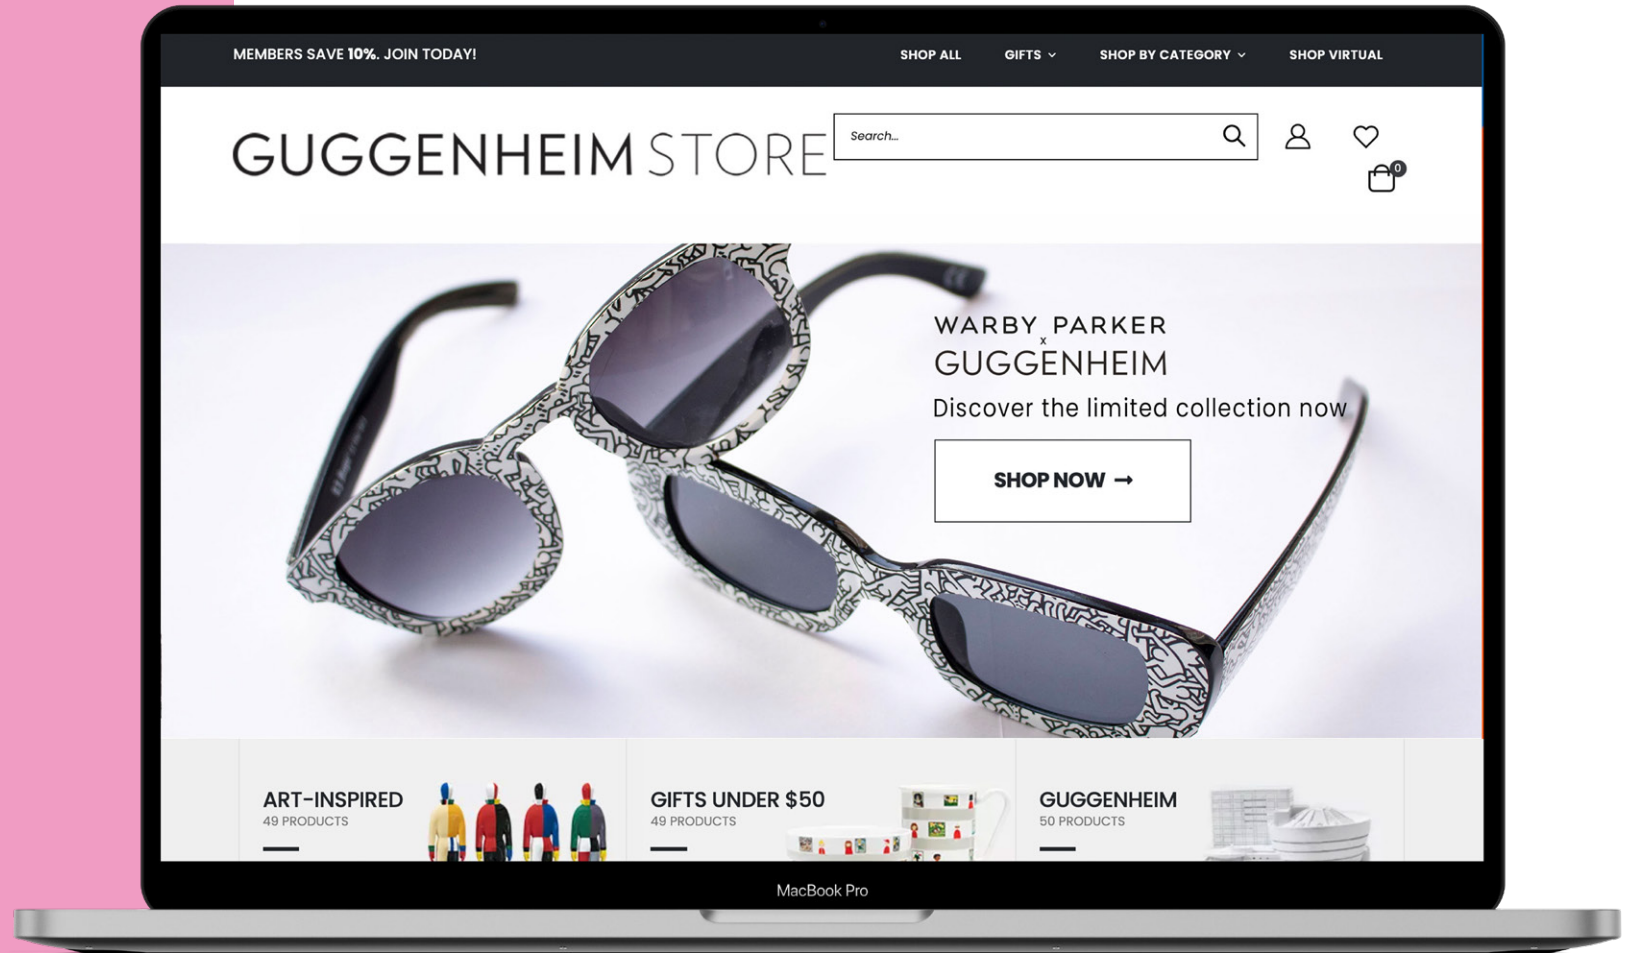 MEMBERS SAVE 10%. JOIN TODAY!
SHOP ALL GIFTS SHOP BY CATEGORY SHOP VIRTUAL
GUGGENHEIM STORE
Search...
0
WARBY PARKER
x
GUGGENHEIM
Discover the limited collection now
SHOP NOW →
ART-INSPIRED
49 PRODUCTS
GIFTS UNDER $50
49 PRODUCTS
GUGGENHEIM
50 PRODUCTS
MacBook Pro